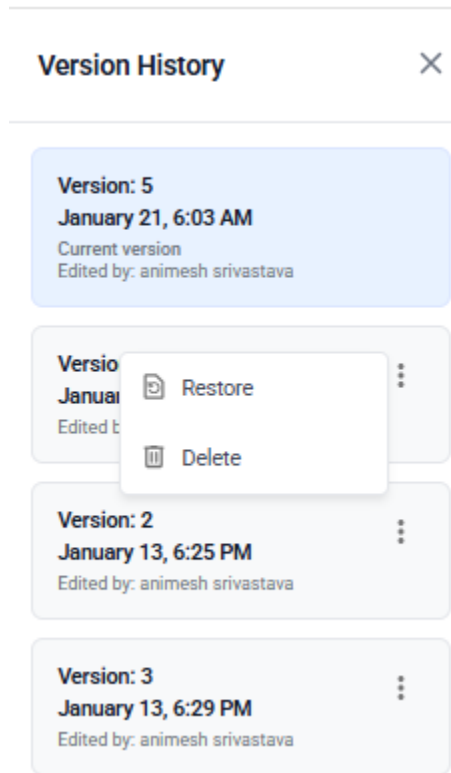 Version History
Version: 5
January 21, 6:03 AM
Current version
Edited by: animesh srivastava
Restore
Delete
Version: 2
January 13, 6:25 PM
Edited by: animesh srivastava
Version: 3
January 13, 6:29 PM
Edited by: animesh srivastava